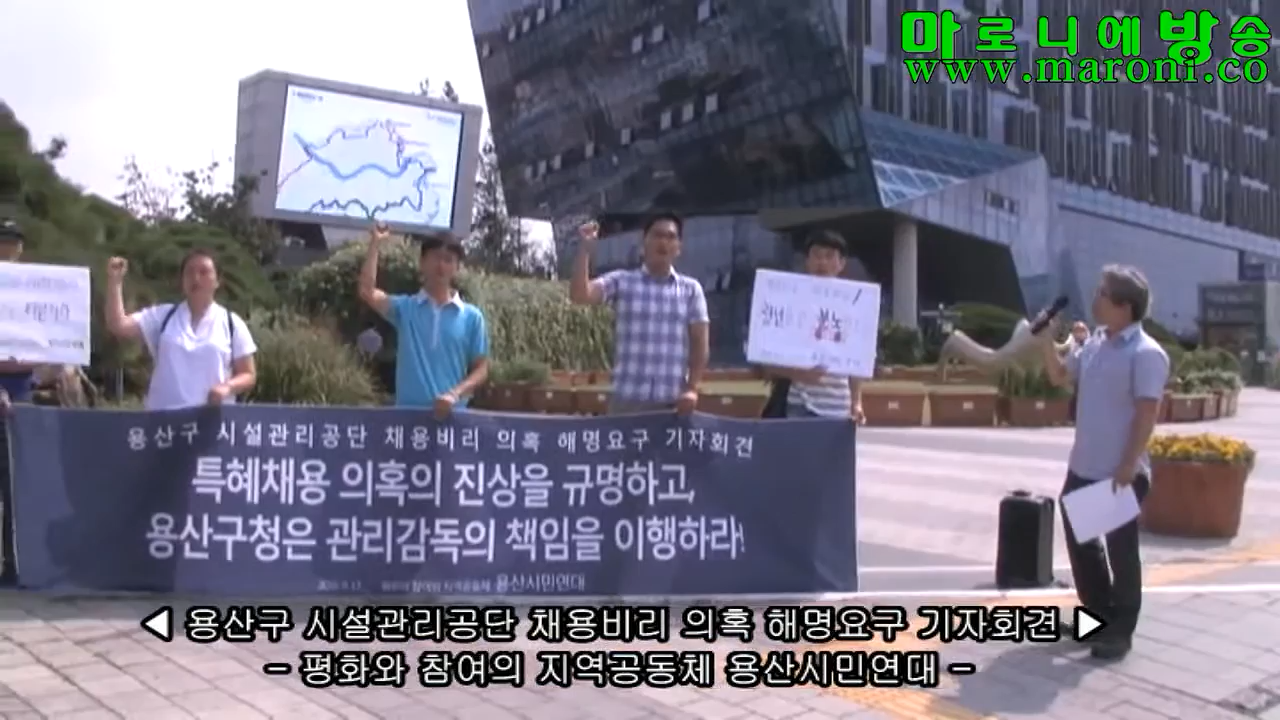 마로니에방송
www.maroni.co
용산구 시설관리공단 채용비리 의혹 해명요구 기자회견
특혜채용 의혹의 진상을 규명하고,
용산구청은 관리감독의 책임을 이행하라!
용산시민연대
◀ 용산구 시설관리공단 채용비리 의혹 해명요구 기자회견 ▶
- 평화와 참여의 지역공동체 용산시민연대 -